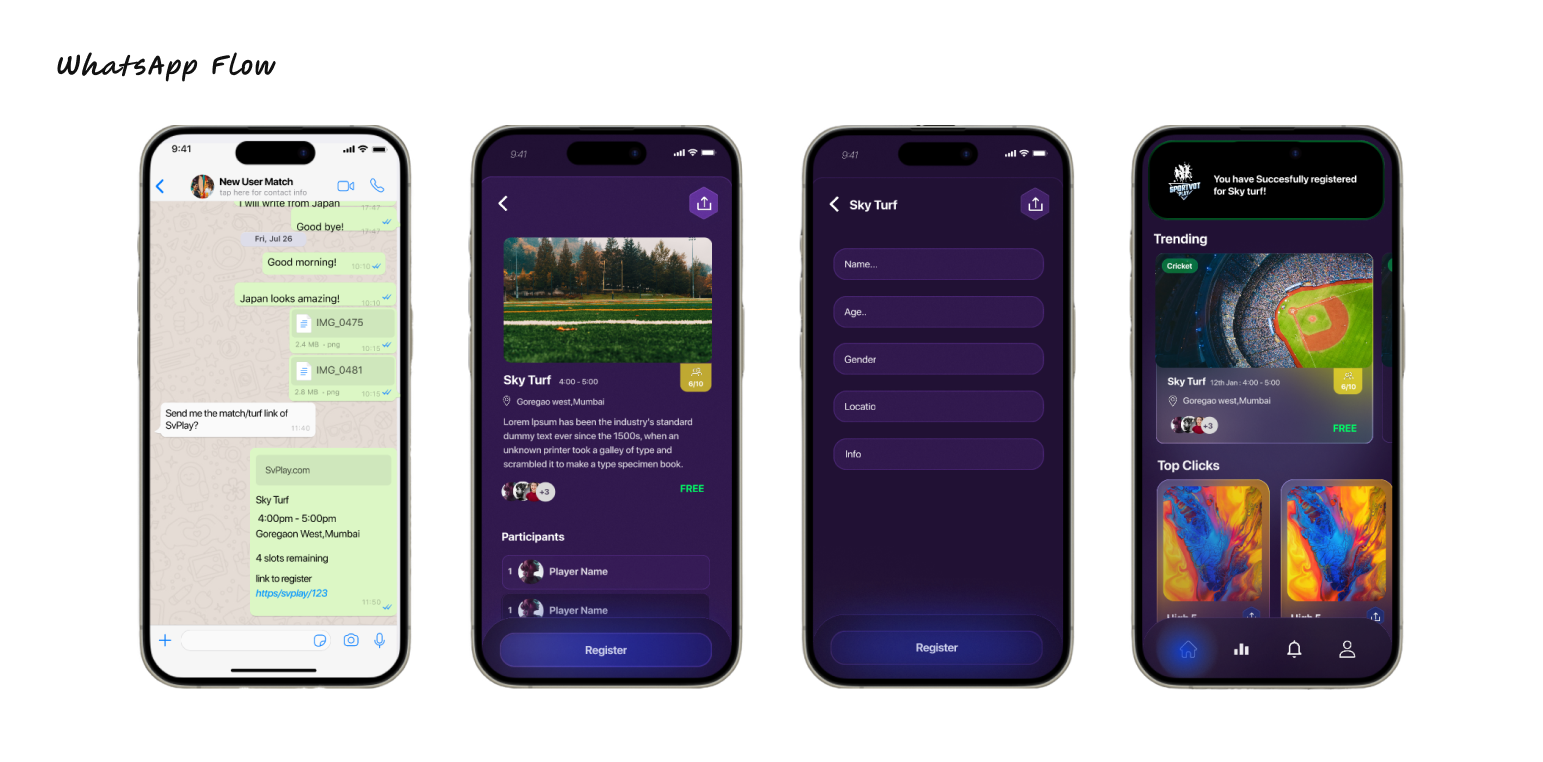 WhatsApp Flow
9:41
New User Match
tap here for contact info
I will write from Japan
17:47
Good bye!
17:47
Fri, Jul 26
Good morning!
10:10
Japan looks amazing!
10:10
IMG_0475
2.4 MB • png
10:15
IMG_0481
2.8 MB • png
10:15
Send me the match/turf link of
SvPlay?
11:40
SvPlay.com
Sky Turf
4:00pm - 5:00pm
Goregaon West,Mumbai
4 slots remaining
link to register
https/svplay/123
11:50
9:41
6/10
Sky Turf 4:00 - 5:00
Goregao west,Mumbai
Lorem Ipsum has been the industry's standard
dummy text ever since the 1500s, when an
unknown printer took a galley of type and
scrambled it to make a type specimen book.
+3
FREE
Participants
1 Player Name
1 Player Name
Register
9:41
Sky Turf
Name...
Age..
Gender
Locatio
Info
Register
SPORTVOT
PLAY
You have Succesfully registered
for Sky turf!
Trending
Cricket
Sky Turf 12th Jan : 4:00 - 5:00
6/10
Goregao west,Mumbai
+3
FREE
Top Clicks